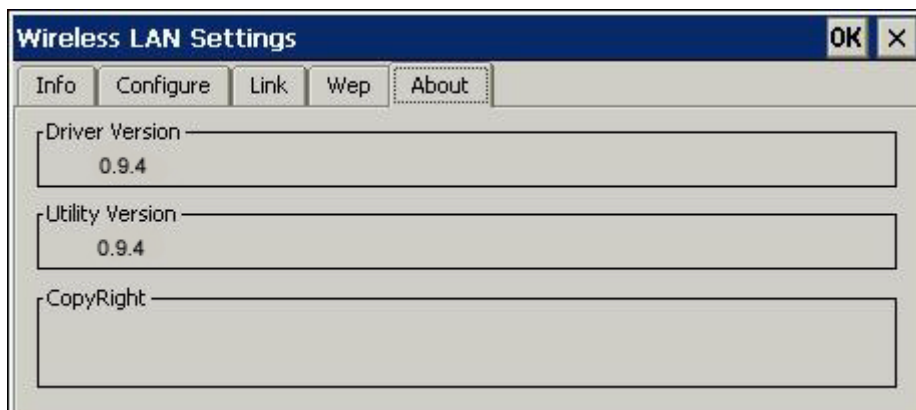 Wireless LAN Settings OK ×
Info Configure Link Wep About
Driver Version
0.9.4
Utility Version
0.9.4
CopyRight